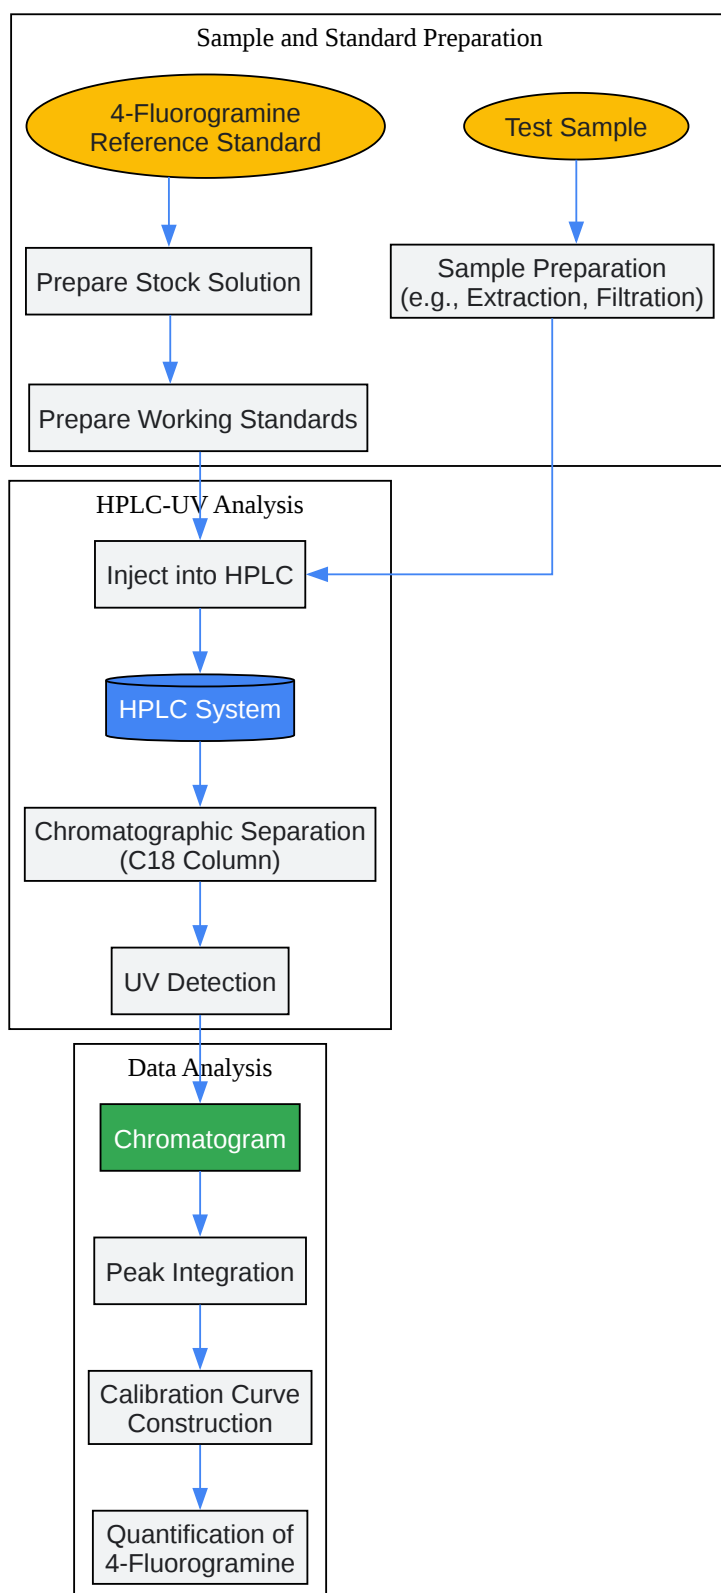 Sample and Standard Preparation
4-Fluorogramine
Reference Standard
Test Sample
Prepare Stock Solution
Sample Preparation
(e.g., Extraction, Filtration)
Prepare Working Standards
HPLC-UV Analysis
Inject into HPLC
HPLC System
Chromatographic Separation
(C18 Column)
UV Detection
Data Analysis
Chromatogram
Peak Integration
Calibration Curve
Construction
Quantification of
4-Fluorogramine